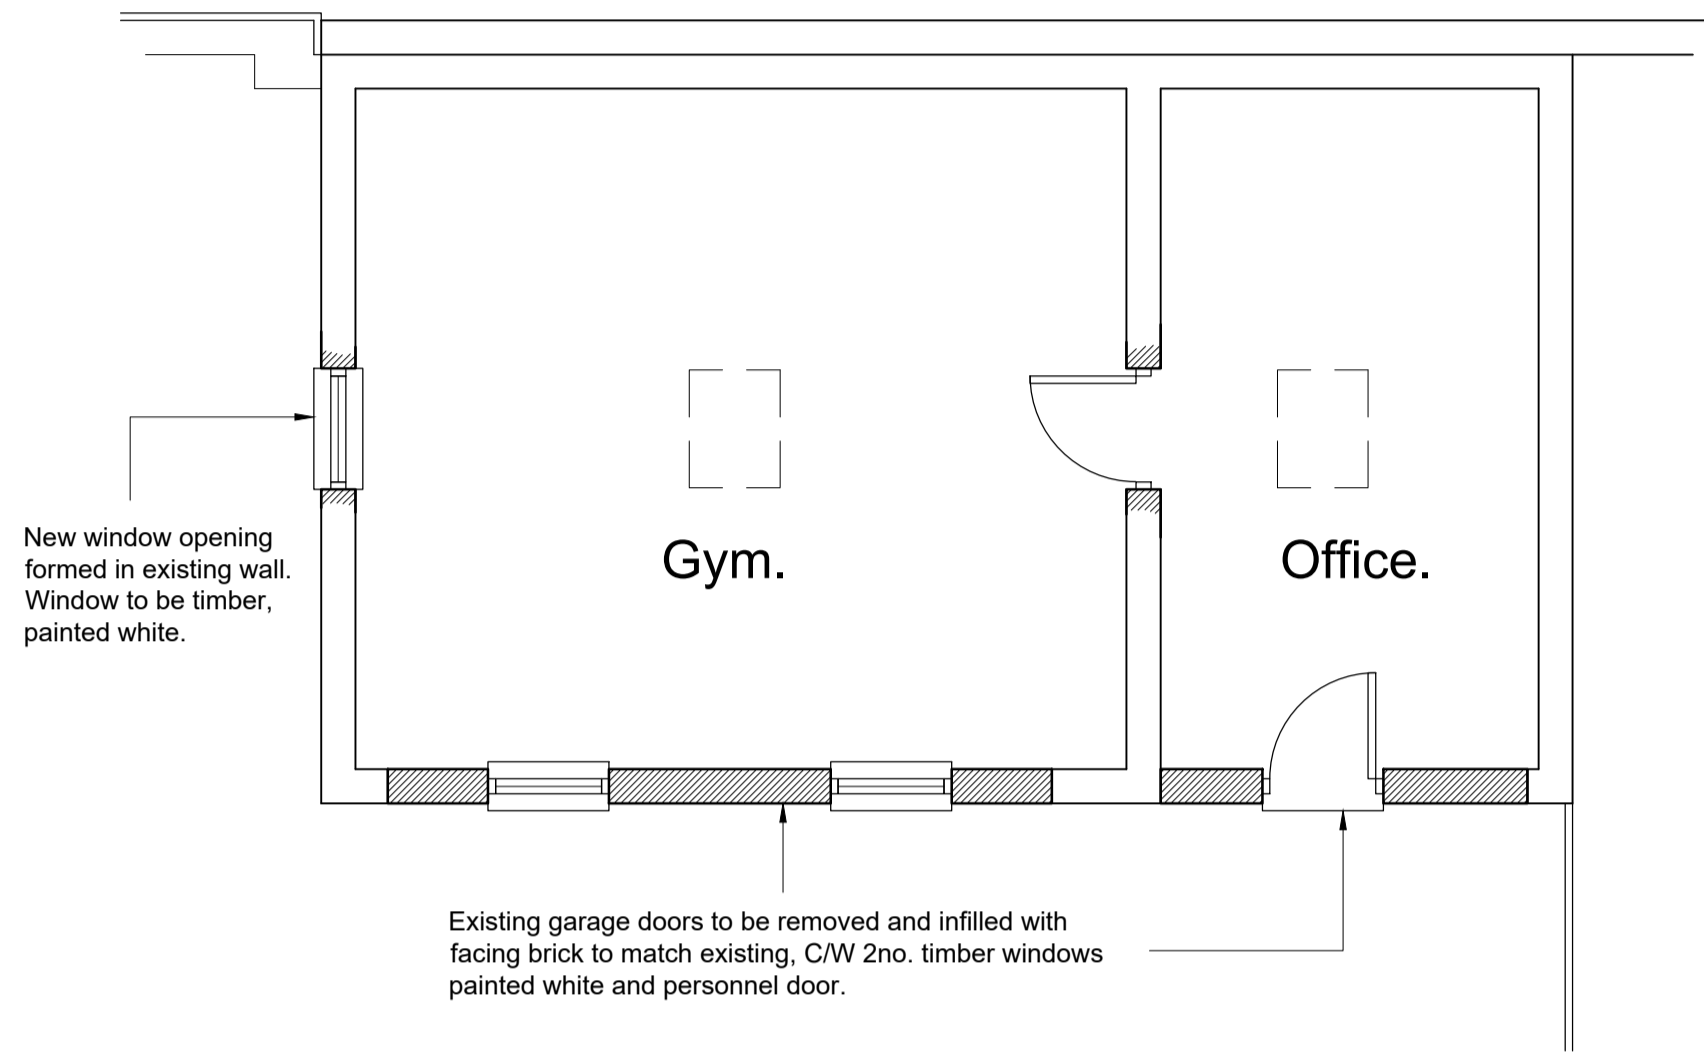 Gym.
Office.
New window opening
formed in existing wall.
Window to be timber,
painted white.
Existing garage doors to be removed and infilled with
facing brick to match existing, C/W 2no. timber windows
painted white and personnel door.